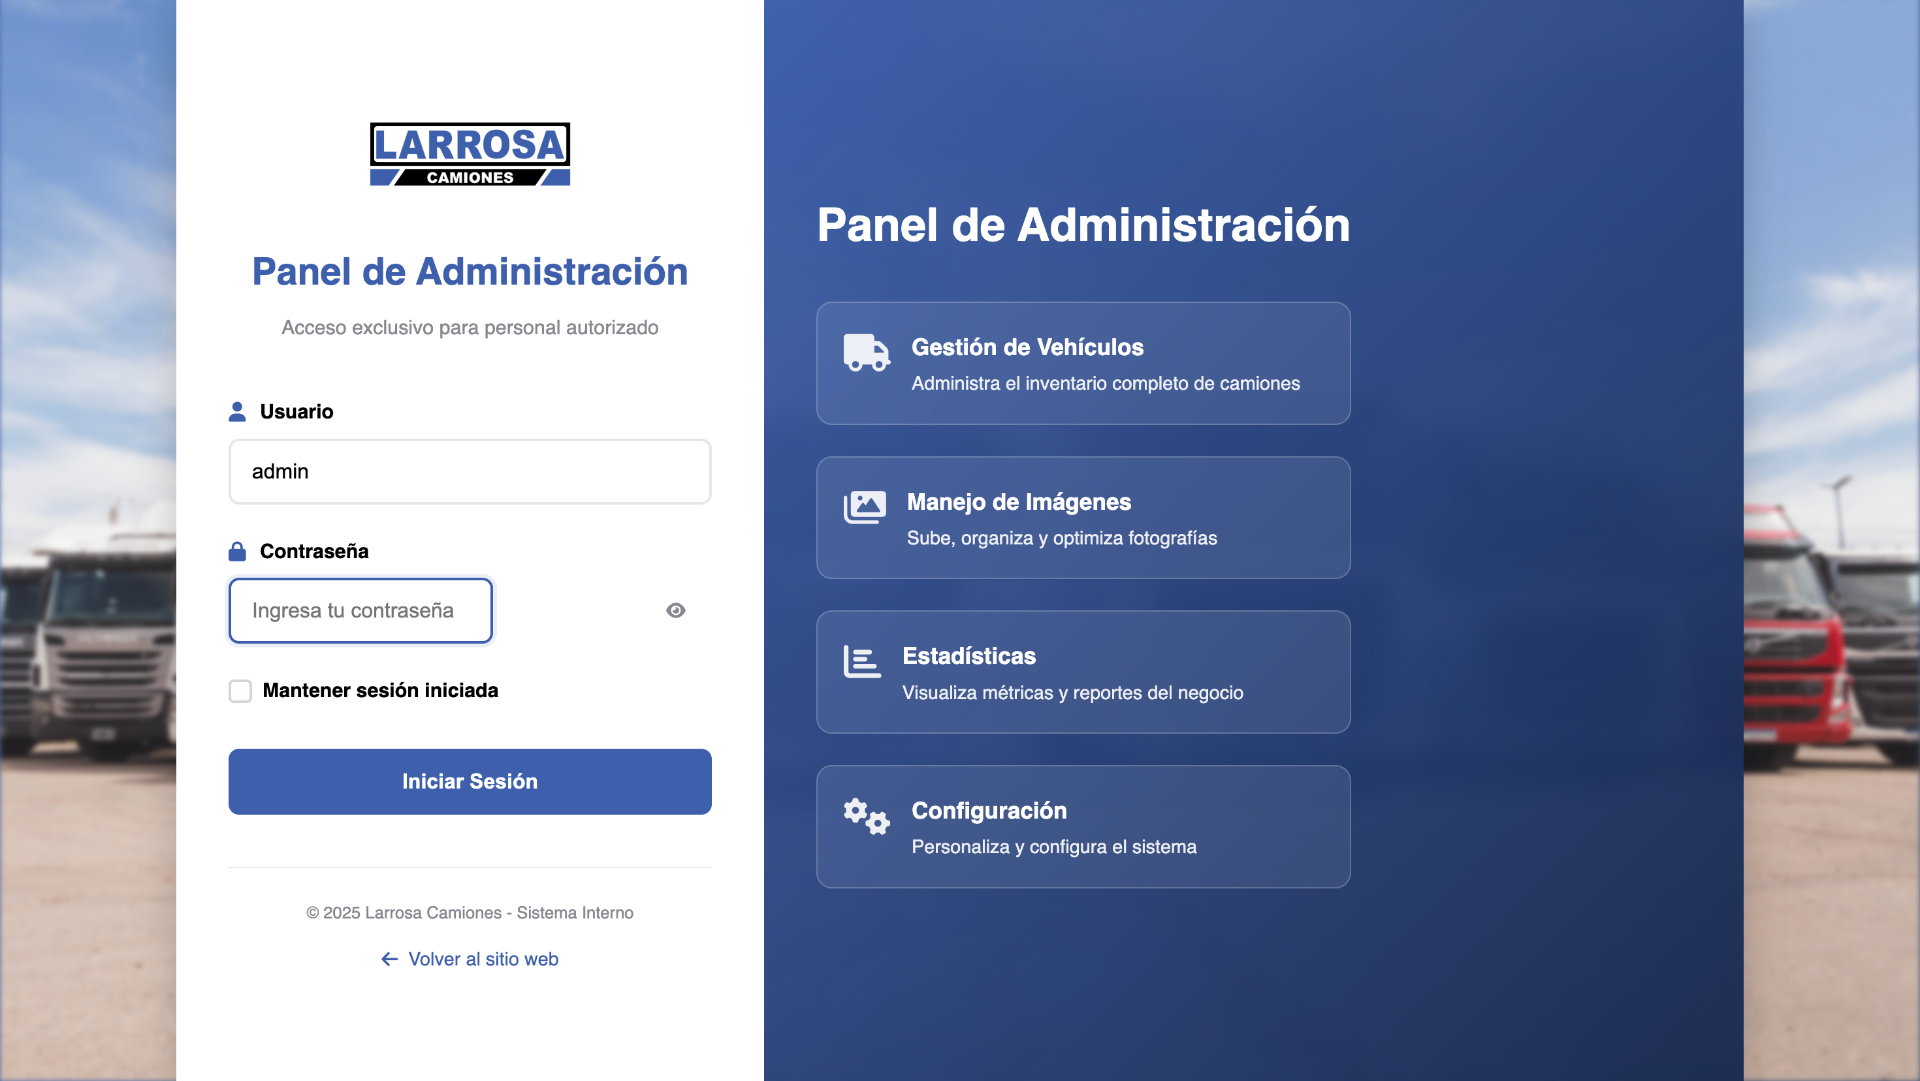 LARROSA
CAMIONES
Panel de Administración
Acceso exclusivo para personal autorizado
Usuario
admin
Contraseña
Ingresa tu contraseña
Mantener sesión iniciada
Iniciar Sesión
© 2025 Larrosa Camiones - Sistema Interno
Volver al sitio web
Panel de Administración
Gestión de Vehículos
Administra el inventario completo de camiones
Manejo de Imágenes
Sube, organiza y optimiza fotografías
Estadísticas
Visualiza métricas y reportes del negocio
Configuración
Personaliza y configura el sistema